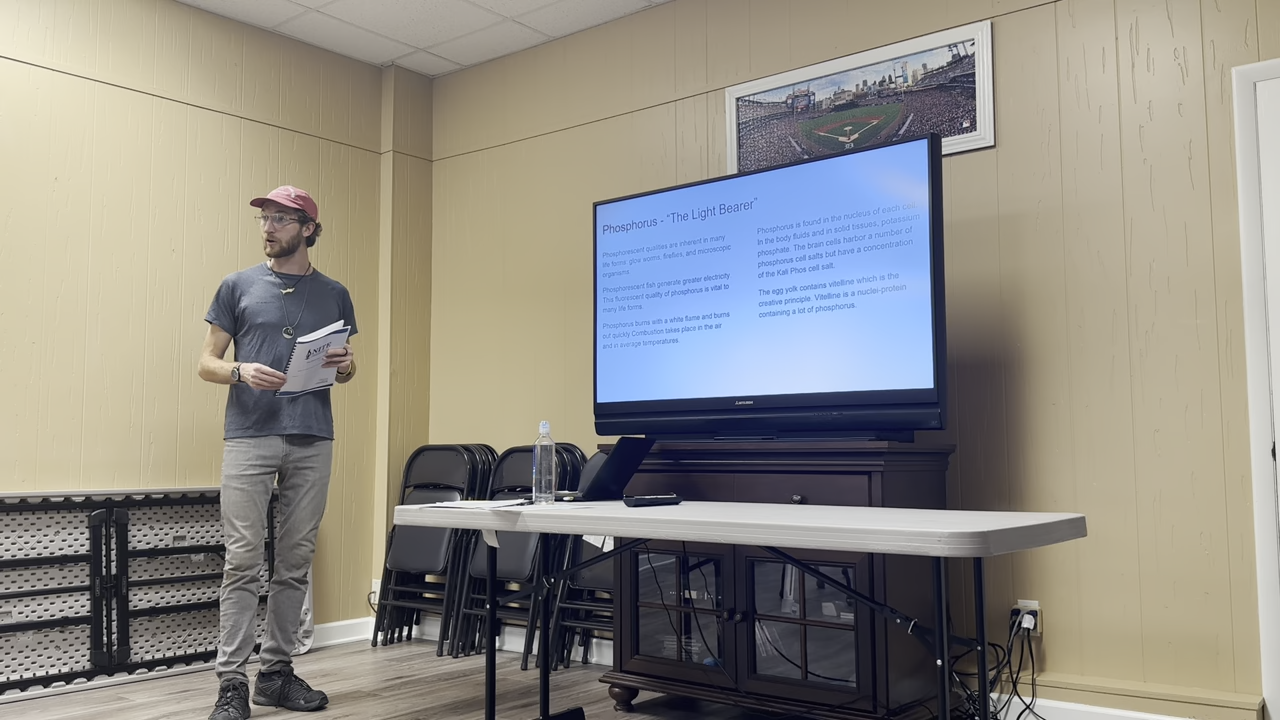 Phosphorus - "The Light Bearer"
Phosphorescent qualities are inherent in many
life forms: glow worms, fireflies, and microscopic
organisms.
Phosphorescent fish generate greater electricity
This fluorescent quality of phosphorus is vital to
many life forms
Phosphorus burns with a white flame and burns
out quickly Combustion takes place in the air
and in average temperatures.
Phosphorus is found in the nucleus of each cell.
In the body fluids and in solid tissues, potassium
phosphate. The brain cells harbor a number of
phosphorus cell salts but have a concentration
of the Kali Phos cell salt.
The egg yolk contains vitelline which is the
creative principle. Vitelline is a nuclei-protein
containing a lot of phosphorus.
MITSUBISHI